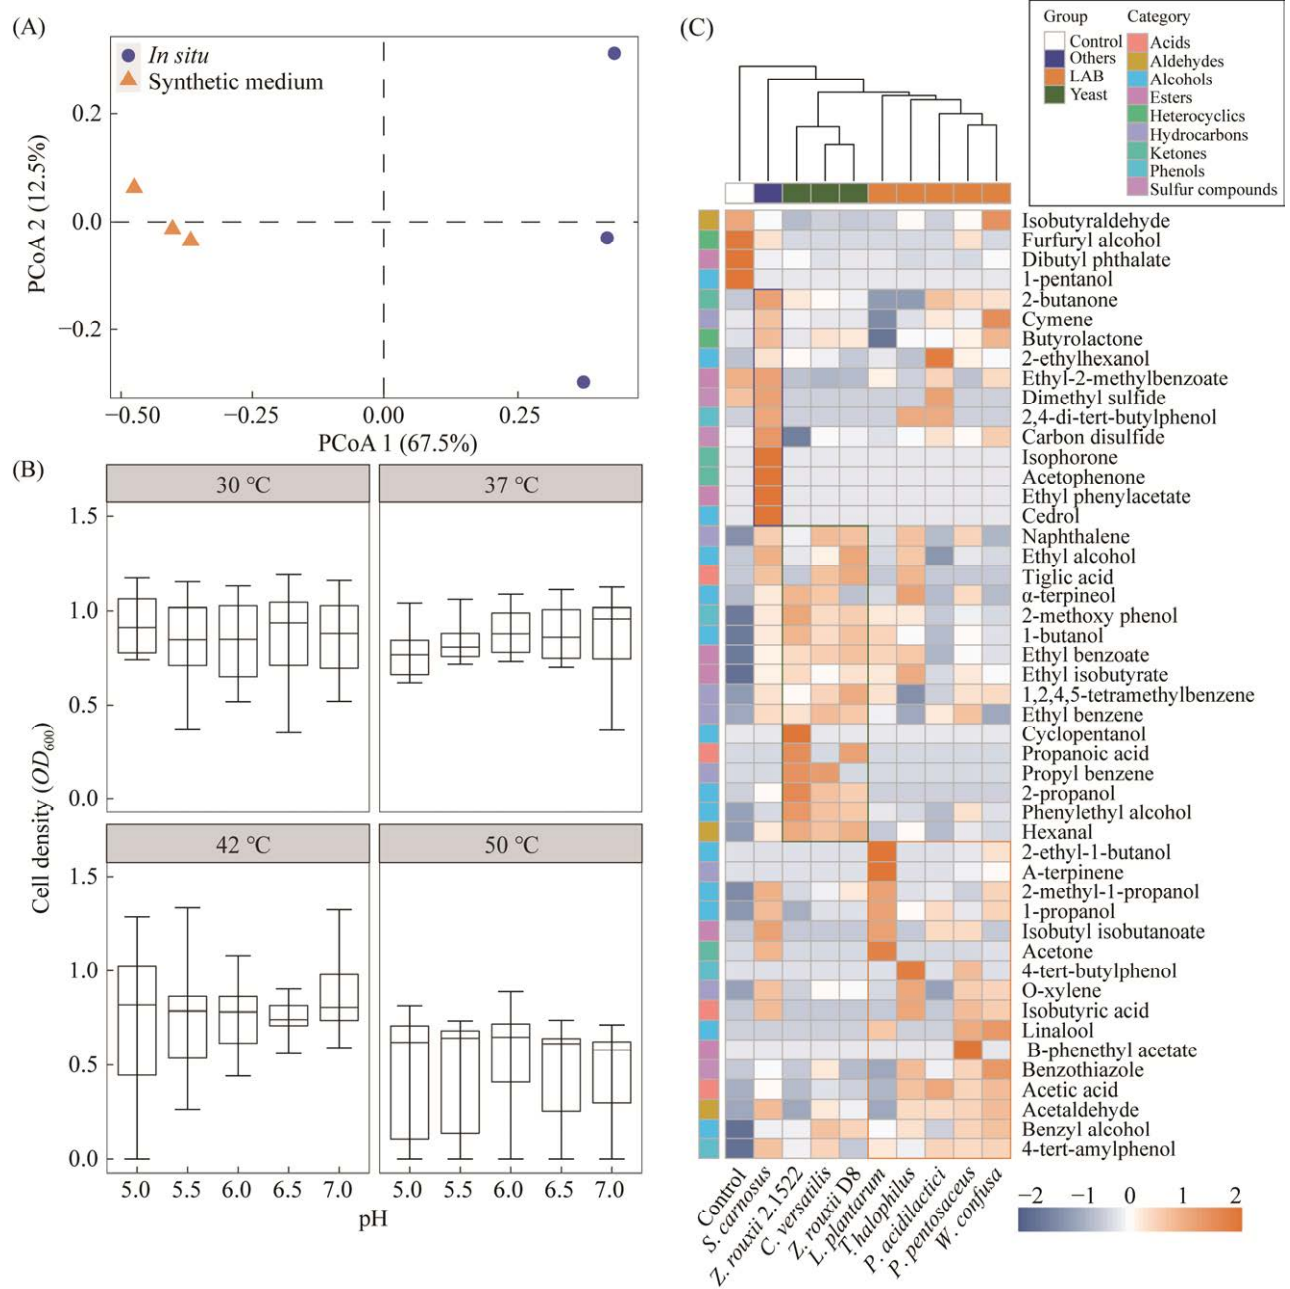 (A)
In situ
Synthetic medium
0.2
0.0
−0.2
PCoA 2 (12.5%)
−0.50
−0.25
0.00
0.25
PCoA 1 (67.5%)
(B)
30 °C
37 °C
1.5
1.0
0.5
0.0
42 °C
50 °C
1.5
1.0
0.5
0.0
Cell density (OD600)
5.0
5.5
6.0
6.5
7.0
5.0
5.5
6.0
6.5
7.0
pH
(C)
Group
Control
Others
LAB
Yeast
Category
Acids
Aldehydes
Alcohols
Esters
Heterocyclics
Hydrocarbons
Ketones
Phenols
Sulfur compounds
Isobutyraldehyde
Furfuryl alcohol
Dibutyl phthalate
1-pentanol
2-butanone
Cymene
Butyrolactone
2-ethylhexanol
Ethyl-2-methylbenzoate
Dimethyl sulfide
2,4-di-tert-butylphenol
Carbon disulfide
Isophorone
Acetophenone
Ethyl phenylacetate
Cedrol
Naphthalene
Ethyl alcohol
Tiglic acid
α-terpineol
2-methoxy phenol
1-butanol
Ethyl benzoate
Ethyl isobutyrate
1,2,4,5-tetramethylbenzene
Ethyl benzene
Cyclopentanol
Propanoic acid
Propyl benzene
2-propanol
Phenylethyl alcohol
Hexanal
2-ethyl-1-butanol
A-terpinene
2-methyl-1-propanol
1-propanol
Isobutyl isobutanoate
Acetone
4-tert-butylphenol
O-xylene
Isobutyric acid
Linalool
B-phenethyl acetate
Benzothiazole
Acetic acid
Acetaldehyde
Benzyl alcohol
4-tert-amylphenol
Control
S. carnosus
Z. rouxii 2.1522
C. versatilis
Z. rouxii D8
L. plantarum
T.halophilus
P. acidilactici
P. pentosaceus
W. confusa
−2
−1
0
1
2